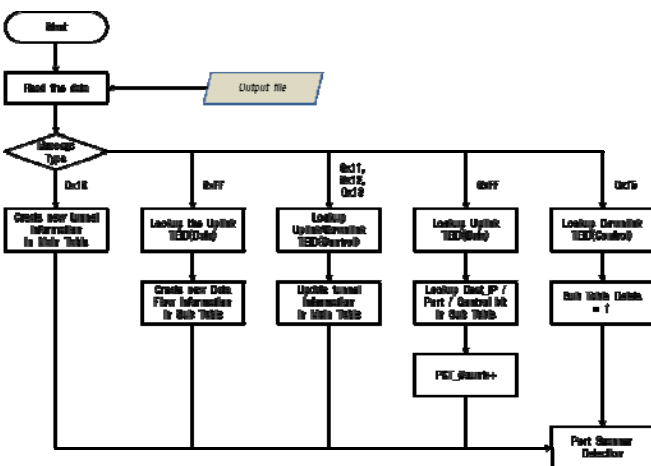 Start
Read the data
Output file
Message
Type
0x10
0xFF
0x11,
0x12,
0x13
0xFF
0x15
Create new tunnel
Information
in Main Table
Lookup the Uplink
TEID(Data)
Lookup
Uplink/Downlink
TEID(Control)
Lookup Uplink
TEID(Data)
Lookup Downlink
TEID(Control)
Create new Data
Flow Information
in Sub Table
Update tunnel
Information
in Main Table
Lookup Dest_IP /
Port / Control bit
in Sub Table
Sub Table Delete
= 1
Port Scanner
Detection